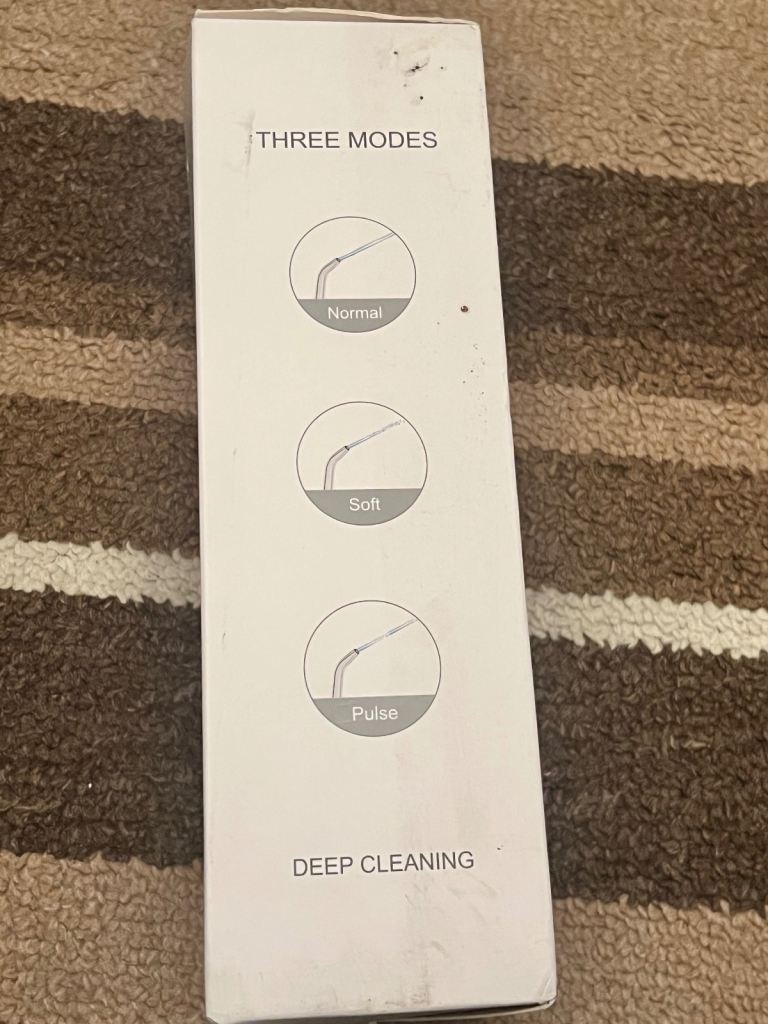 THREE MODES
Normal
Soft
Pulse
DEEP CLEANING